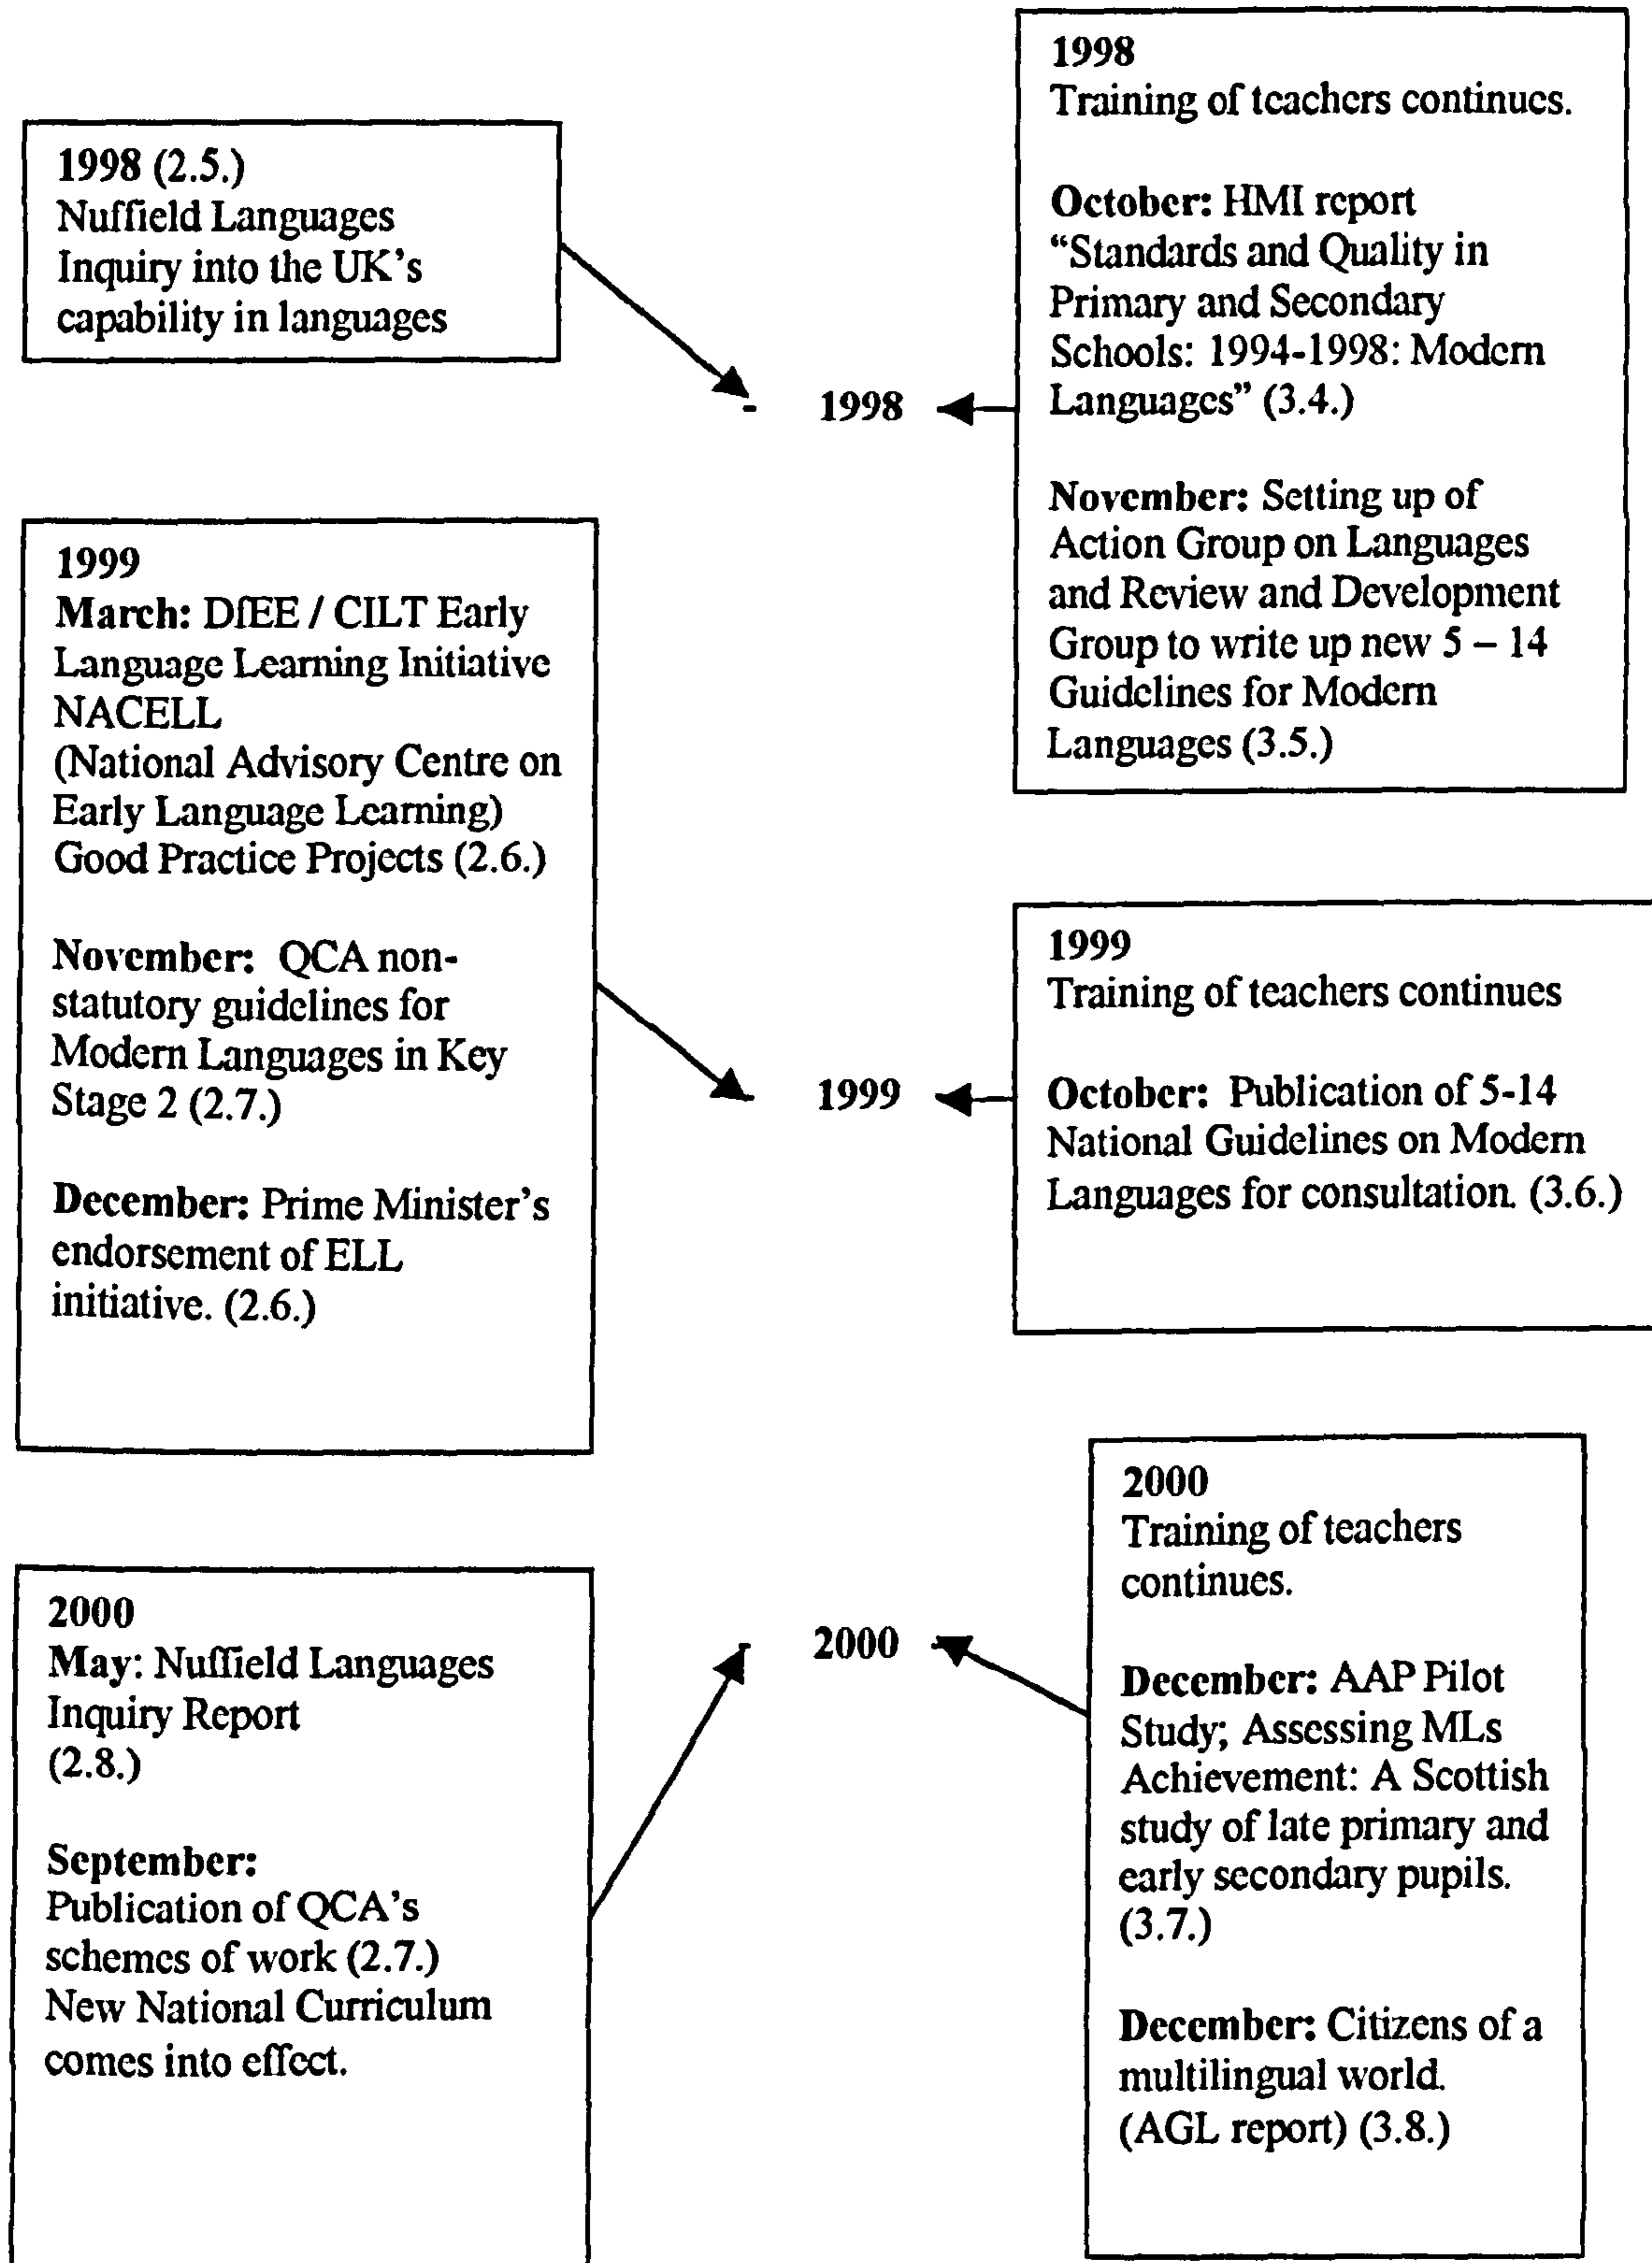 1998 (2.5.)
Nuffield Languages
Inquiry into the UK's
capability in languages
1998
1998
Training of teachers continues.
October: HMI report
“Standards and Quality in
Primary and Secondary
Schools: 1994-1998: Modern
Languages” (3.4.)
November: Setting up of
Action Group on Languages
and Review and Development
Group to write up new 5 – 14
Guidelines for Modern
Languages (3.5.)
1999
March: DfEE / CILT Early
Language Learning Initiative
NACELL
(National Advisory Centre on
Early Language Learning)
Good Practice Projects (2.6.)
November: QCA non-
statutory guidelines for
Modern Languages in Key
Stage 2 (2.7.)
December: Prime Minister's
endorsement of ELL
initiative. (2.6.)
1999
1999
Training of teachers continues
October: Publication of 5-14
National Guidelines on Modern
Languages for consultation. (3.6.)
2000
May: Nuffield Languages
Inquiry Report
(2.8.)
September:
Publication of QCA's
schemes of work (2.7.)
New National Curriculum
comes into effect.
2000
2000
Training of teachers
continues.
December: AAP Pilot
Study; Assessing MLs
Achievement: A Scottish
study of late primary and
early secondary pupils.
(3.7.)
December: Citizens of a
multilingual world.
(AGL report) (3.8.)